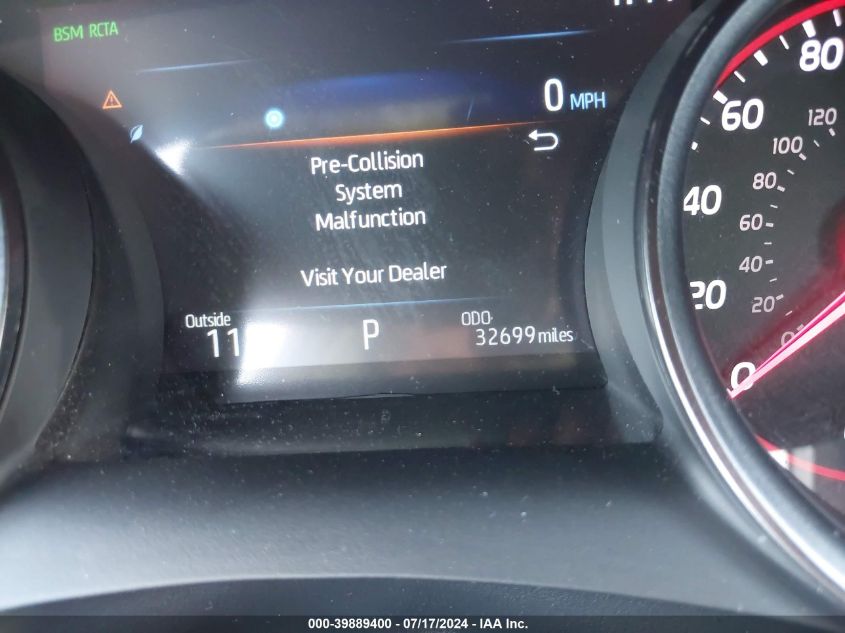 BSM RCTA
0 MPH
Pre-Collision
System
Malfunction
Visit Your Dealer
Outside
P
ODO
32699 miles
80
60
40
20
0
120
100
80
60
40
20
0
000-39889400 - 07/17/2024 - IAA Inc.